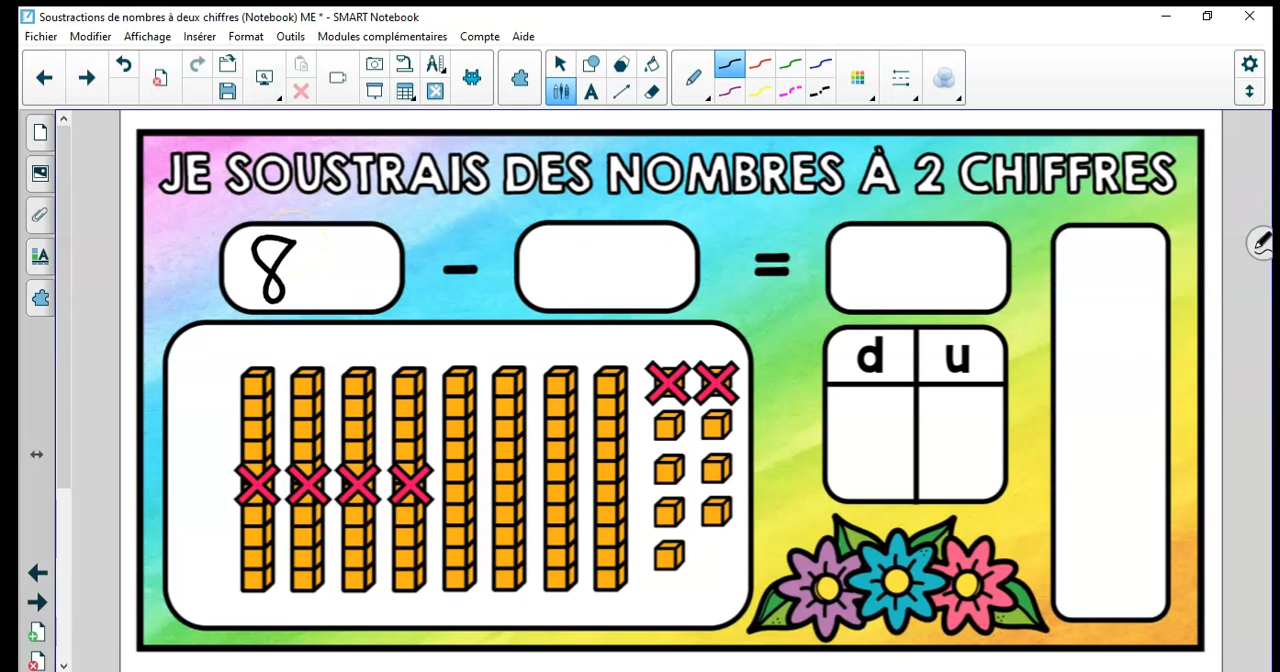 Soustractions de nombres à deux chiffres (Notebook) ME * - SMART Notebook
Fichier Modifier Affichage Insérer Format Outils Modules complémentaires Compte Aide
JE SOUSTRAIS DES NOMBRES À 2 CHIFFRES
8 - =
d u